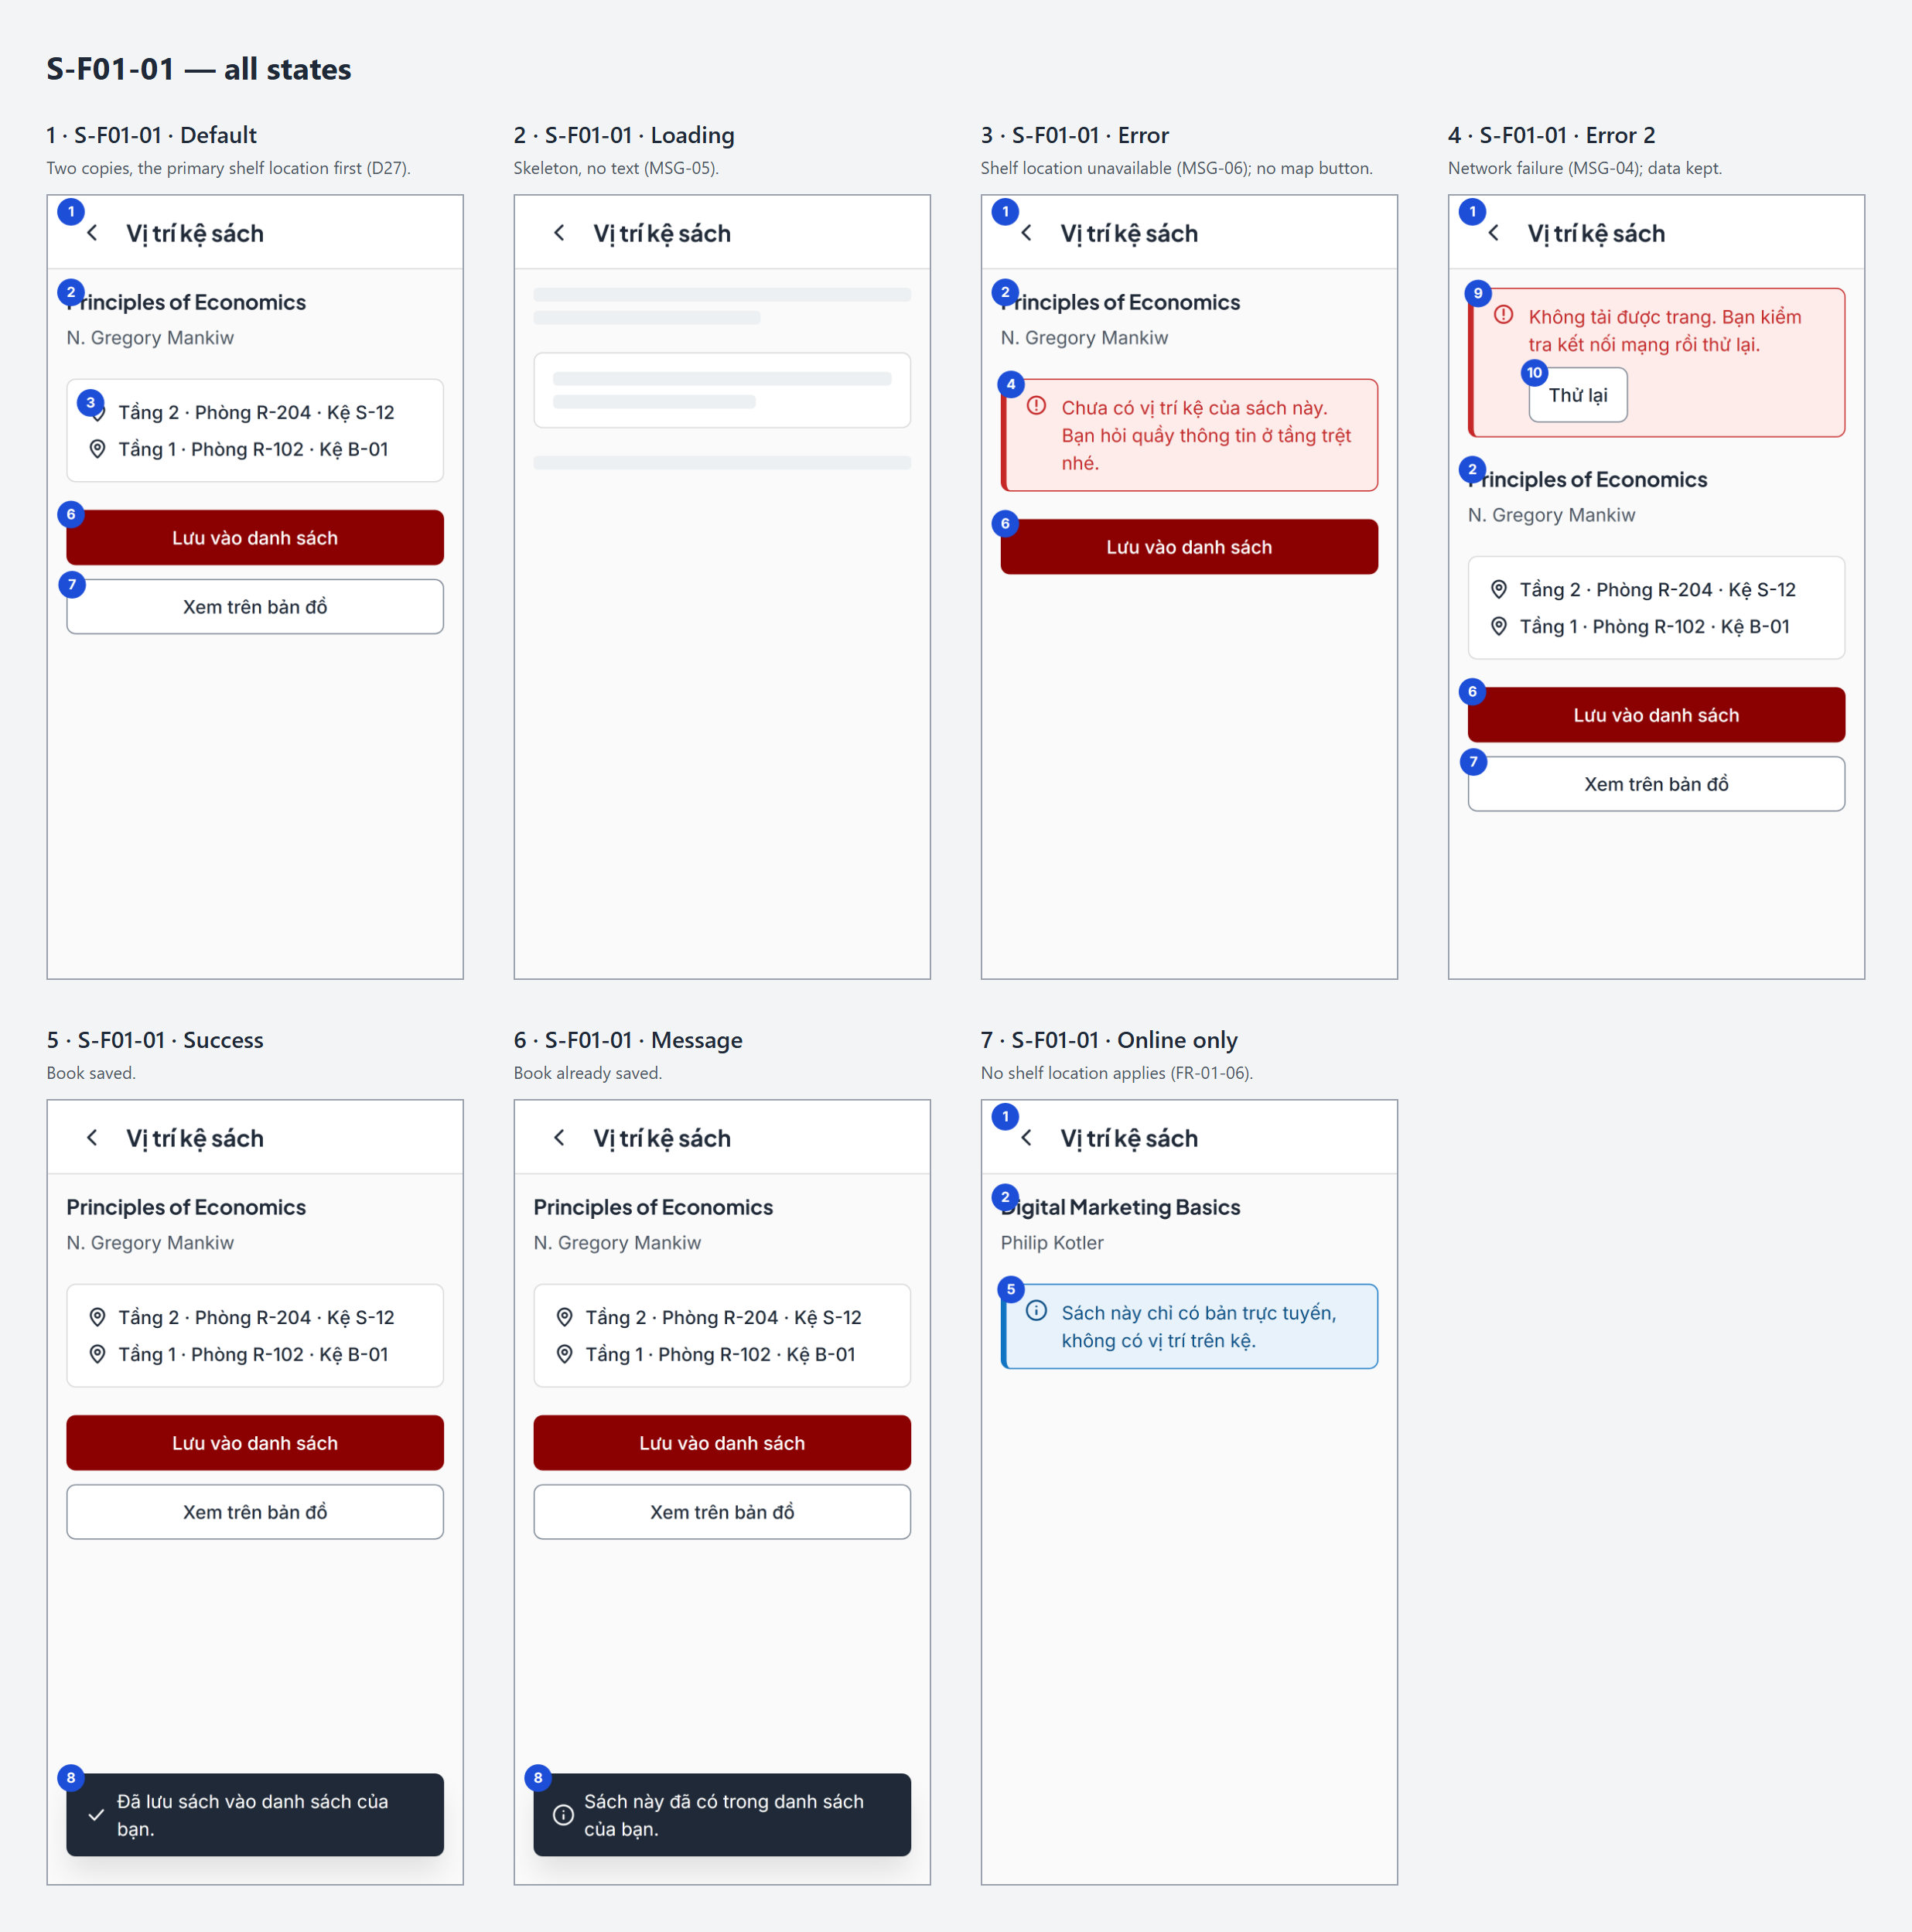 S-F01-01 — all states
1 · S-F01-01 · Default
Two copies, the primary shelf location first (D27).
1
Vị trí kệ sách
2
Principles of Economics
N. Gregory Mankiw
3
Tầng 2 · Phòng R-204 · Kệ S-12
Tầng 1 · Phòng R-102 · Kệ B-01
6
Lưu vào danh sách
7
Xem trên bản đồ
2 · S-F01-01 · Loading
Skeleton, no text (MSG-05).
Vị trí kệ sách
3 · S-F01-01 · Error
Shelf location unavailable (MSG-06); no map button.
1
Vị trí kệ sách
2
Principles of Economics
N. Gregory Mankiw
4
Chưa có vị trí kệ của sách này.
Bạn hỏi quầy thông tin ở tầng trệt
nhé.
6
Lưu vào danh sách
4 · S-F01-01 · Error 2
Network failure (MSG-04); data kept.
1
Vị trí kệ sách
9
Không tải được trang. Bạn kiểm
tra kết nối mạng rồi thử lại.
10
Thử lại
2
Principles of Economics
N. Gregory Mankiw
Tầng 2 · Phòng R-204 · Kệ S-12
Tầng 1 · Phòng R-102 · Kệ B-01
6
Lưu vào danh sách
7
Xem trên bản đồ
5 · S-F01-01 · Success
Book saved.
Vị trí kệ sách
Principles of Economics
N. Gregory Mankiw
Tầng 2 · Phòng R-204 · Kệ S-12
Tầng 1 · Phòng R-102 · Kệ B-01
Lưu vào danh sách
Xem trên bản đồ
8
Đã lưu sách vào danh sách của
bạn.
6 · S-F01-01 · Message
Book already saved.
Vị trí kệ sách
Principles of Economics
N. Gregory Mankiw
Tầng 2 · Phòng R-204 · Kệ S-12
Tầng 1 · Phòng R-102 · Kệ B-01
Lưu vào danh sách
Xem trên bản đồ
8
Sách này đã có trong danh sách
của bạn.
7 · S-F01-01 · Online only
No shelf location applies (FR-01-06).
1
Vị trí kệ sách
2
Digital Marketing Basics
Philip Kotler
5
Sách này chỉ có bản trực tuyến,
không có vị trí trên kệ.